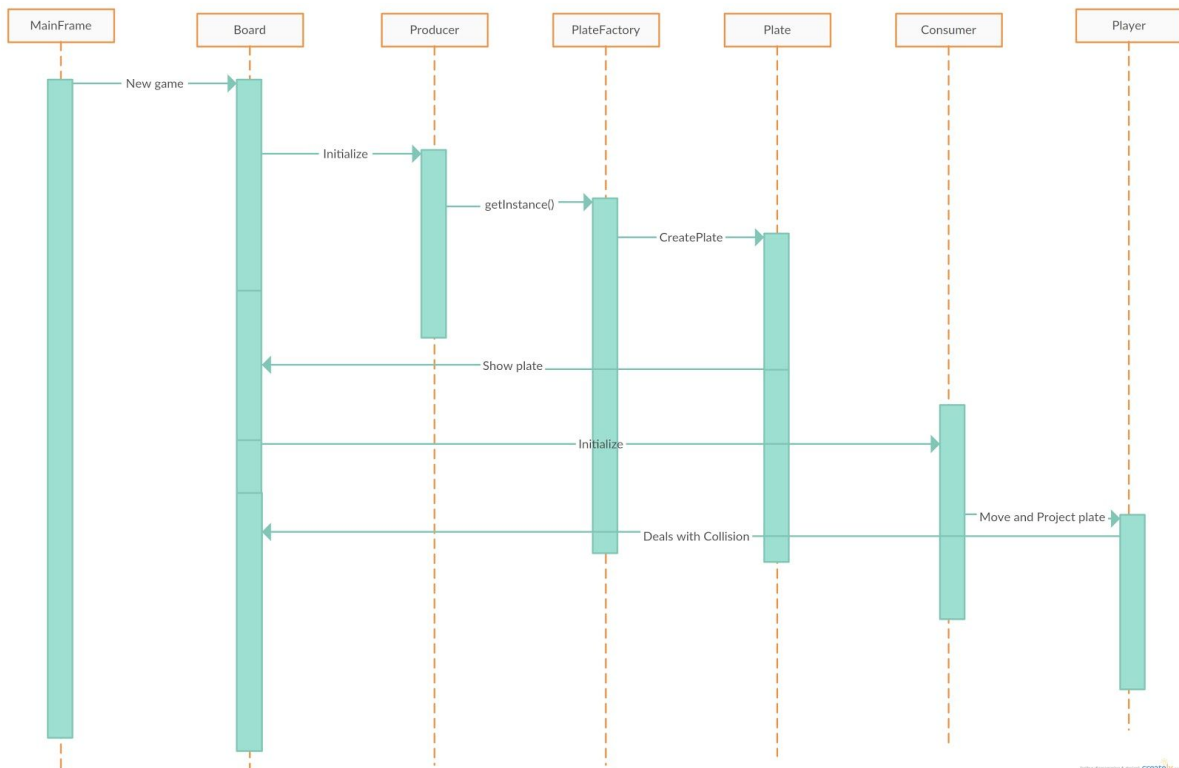 MainFrame
Board
Producer
PlateFactory
Plate
Consumer
Player
New game
Initialize
getInstance()
CreatePlate
Show plate
Initialize
Move and Project plate
Deals with Collision